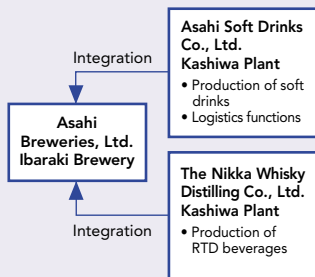 Asahi Soft Drinks
Co., Ltd.
Kashiwa Plant
• Production of soft
drinks
• Logistics functions
Integration
Asahi
Breweries, Ltd.
Ibaraki Brewery
The Nikka Whisky
Distilling Co., Ltd.
Kashiwa Plant
• Production of
RTD beverages
Integration